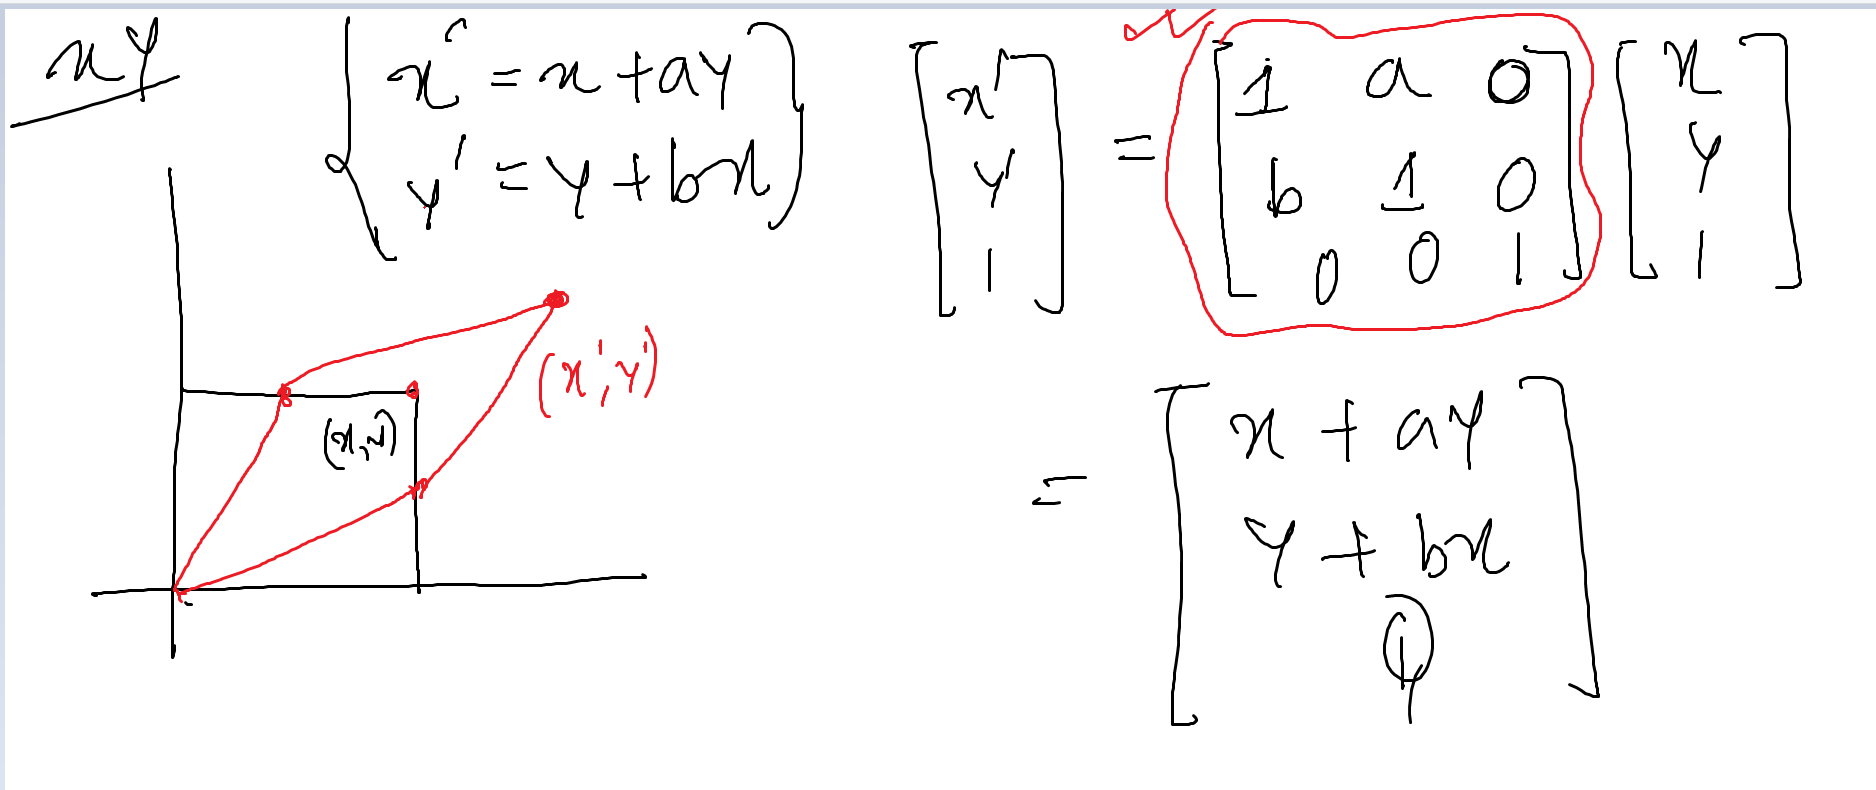 xy
x' = x + ay
y' = y + bx
[x' y' 1] = [1 a 0
b 1 0
0 0 1] [x y 1]
= [x + ay
y + bx
1]
(x, y)
(x', y')